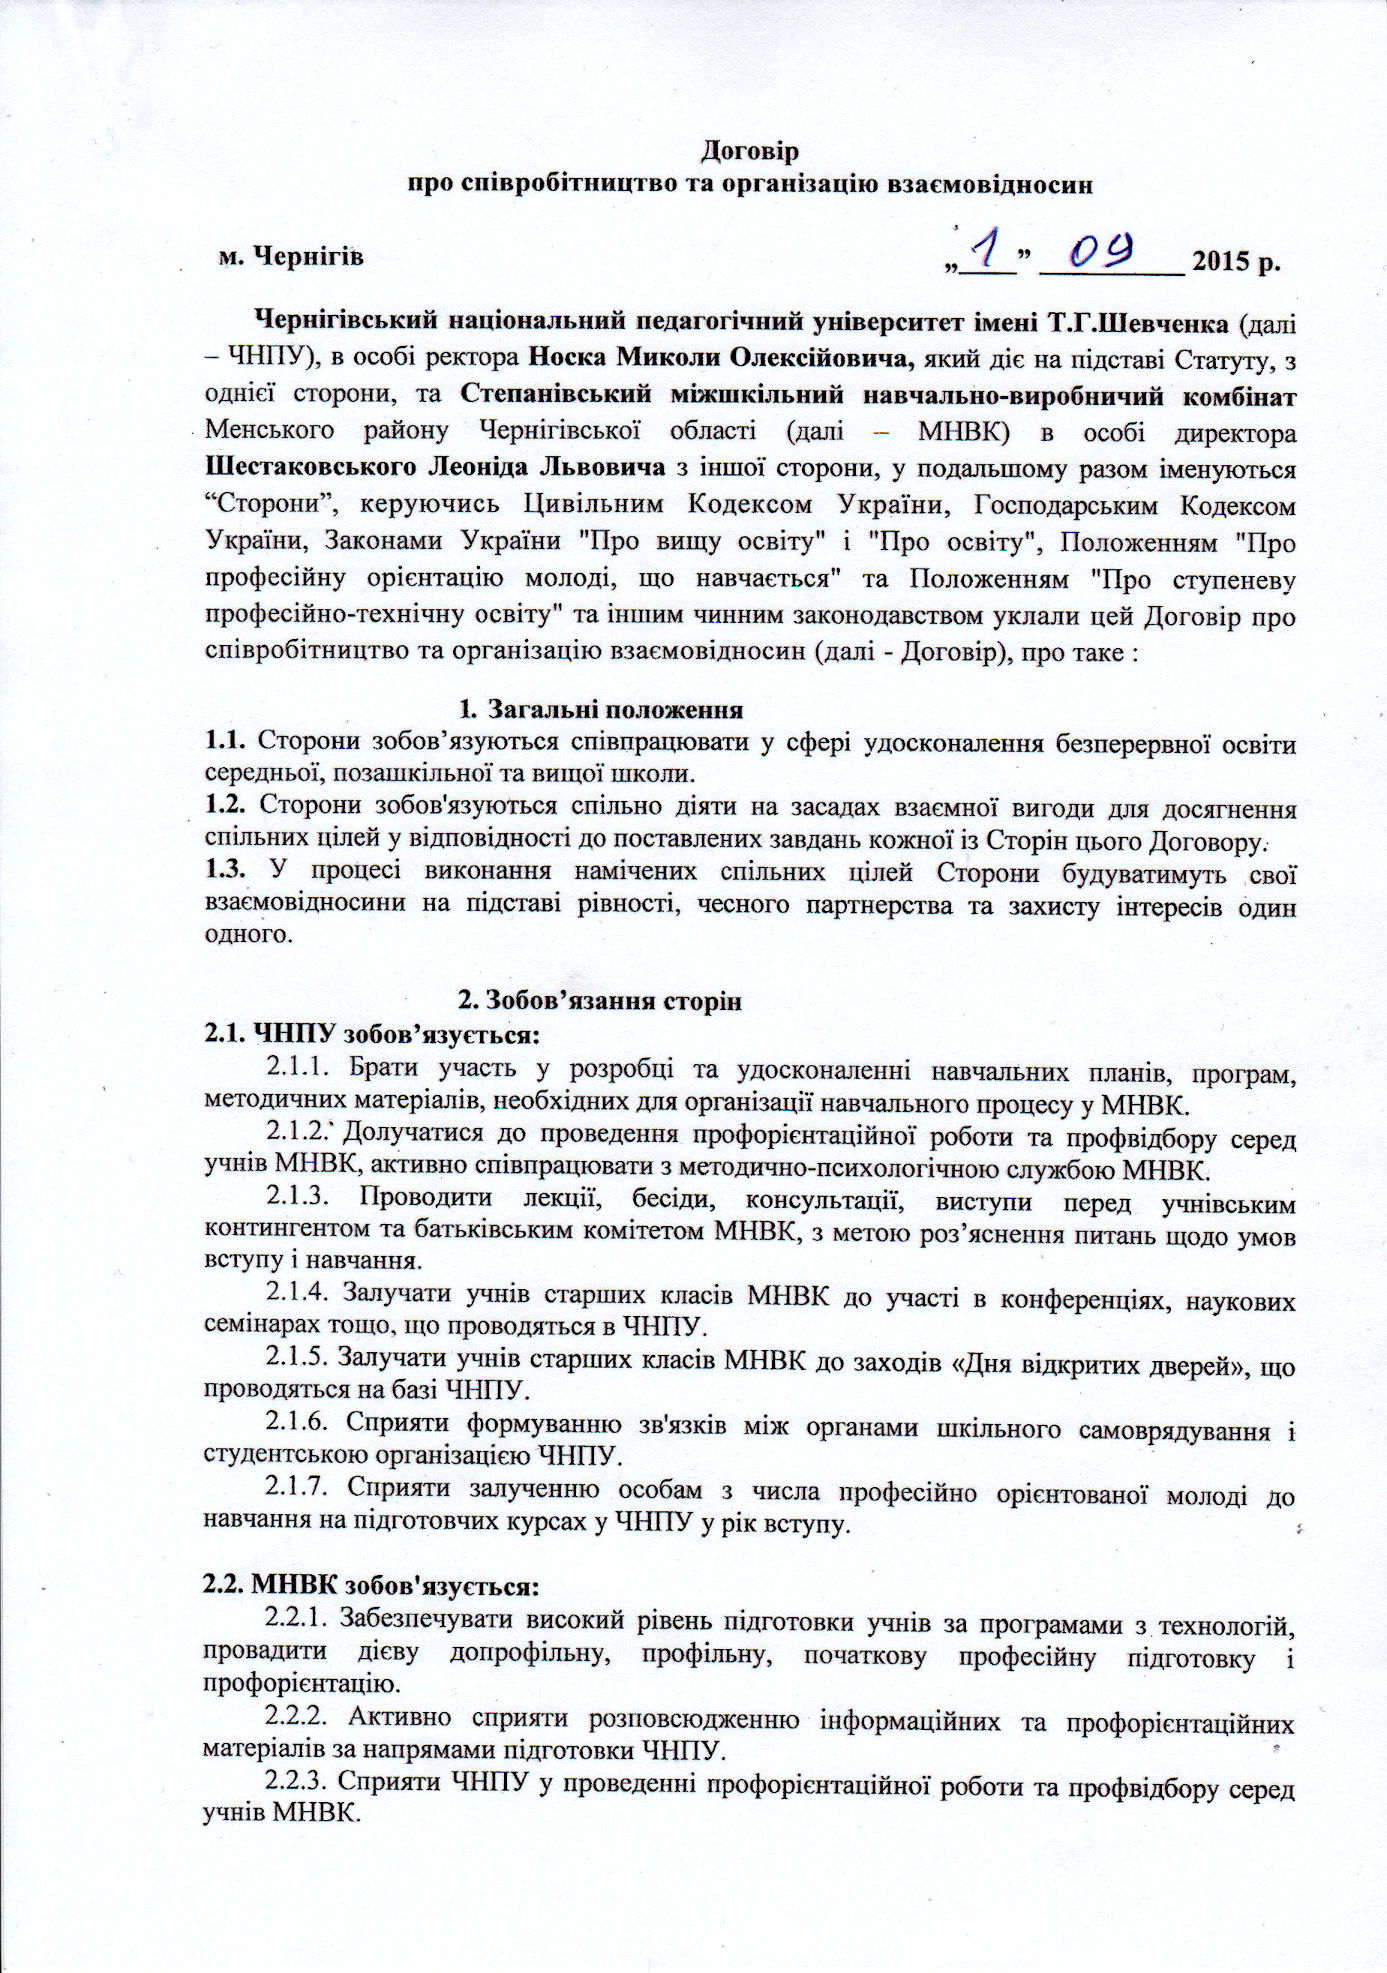 Договір
про співробітництво та організацію взаємовідносин
м. Чернігів „ 1 ” 09 2015 р.
Чернігівський національний педагогічний університет імені Т.Г.Шевченка (далі
– ЧНПУ), в особі ректора Носка Миколи Олексійовича, який діє на підставі Статуту, з
однієї сторони, та Степанівський міжшкільний навчально-виробничий комбінат
Менського району Чернігівської області (далі – МНВК) в особі директора
Шестаковського Леоніда Львовича з іншої сторони, у подальшому разом іменуються
“Сторони”, керуючись Цивільним Кодексом України, Господарським Кодексом
України, Законами України "Про вищу освіту" і "Про освіту", Положенням "Про
професійну орієнтацію молоді, що навчається" та Положенням "Про ступеневу
професійно-технічну освіту" та іншим чинним законодавством уклали цей Договір про
співробітництво та організацію взаємовідносин (далі - Договір), про таке :
1. Загальні положення
1.1. Сторони зобов’язуються співпрацювати у сфері удосконалення безперервної освіти
середньої, позашкільної та вищої школи.
1.2. Сторони зобов'язуються спільно діяти на засадах взаємної вигоди для досягнення
спільних цілей у відповідності до поставлених завдань кожної із Сторін цього Договору.
1.3. У процесі виконання намічених спільних цілей Сторони будуватимуть свої
взаємовідносини на підставі рівності, чесного партнерства та захисту інтересів один
одного.
2. Зобов’язання сторін
2.1. ЧНПУ зобов’язується:
2.1.1. Брати участь у розробці та удосконаленні навчальних планів, програм,
методичних матеріалів, необхідних для організації навчального процесу у МНВК.
2.1.2. Долучатися до проведення профорієнтаційної роботи та профвідбору серед
учнів МНВК, активно співпрацювати з методично-психологічною службою МНВК.
2.1.3. Проводити лекції, бесіди, консультації, виступи перед учнівським
контингентом та батьківським комітетом МНВК, з метою роз’яснення питань щодо умов
вступу і навчання.
2.1.4. Залучати учнів старших класів МНВК до участі в конференціях, наукових
семінарах тощо, що проводяться в ЧНПУ.
2.1.5. Залучати учнів старших класів МНВК до заходів «Дня відкритих дверей», що
проводяться на базі ЧНПУ.
2.1.6. Сприяти формуванню зв'язків між органами шкільного самоврядування і
студентською організацією ЧНПУ.
2.1.7. Сприяти залученню особам з числа професійно орієнтованої молоді до
навчання на підготовчих курсах у ЧНПУ у рік вступу.
2.2. МНВК зобов'язується:
2.2.1. Забезпечувати високий рівень підготовки учнів за програмами з технологій,
провадити дієву допрофільну, профільну, початкову професійну підготовку і
профорієнтацію.
2.2.2. Активно сприяти розповсюдженню інформаційних та профорієнтаційних
матеріалів за напрямами підготовки ЧНПУ.
2.2.3. Сприяти ЧНПУ у проведенні профорієнтаційної роботи та профвідбору серед
учнів МНВК.